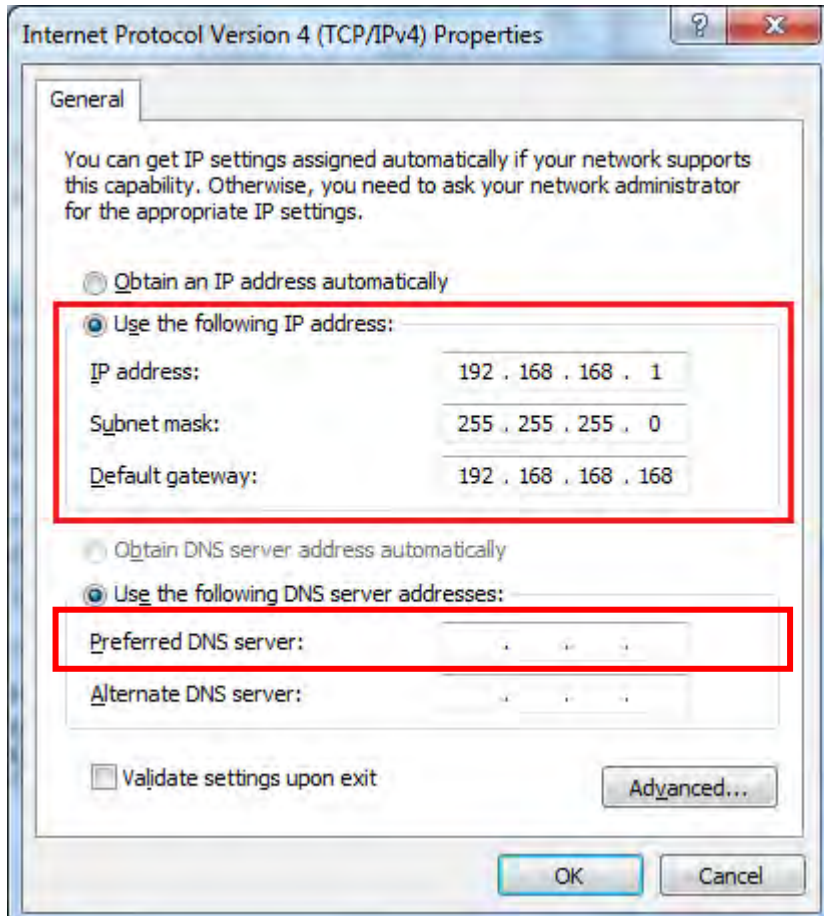 Internet Protocol Version 4 (TCP/IPv4) Properties
General
You can get IP settings assigned automatically if your network supports
this capability. Otherwise, you need to ask your network administrator
for the appropriate IP settings.
Obtain an IP address automatically
Use the following IP address:
IP address: 192 . 168 . 168 . 1
Subnet mask: 255 . 255 . 255 . 0
Default gateway: 192 . 168 . 168 . 168
Obtain DNS server address automatically
Use the following DNS server addresses:
Preferred DNS server: . . .
Alternate DNS server: . . .
Validate settings upon exit
Advanced...
OK Cancel